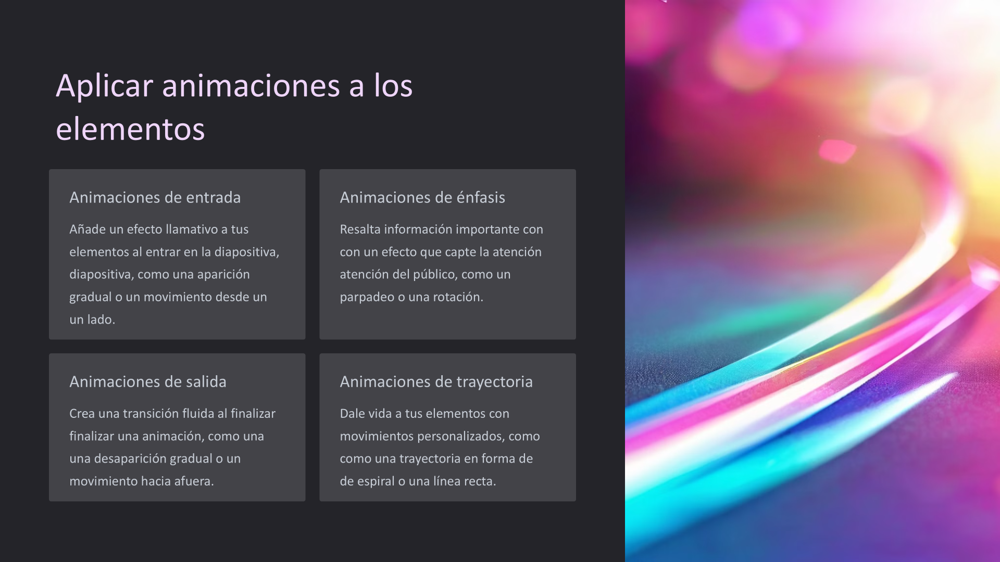 Aplicar animaciones a los
elementos
Animaciones de entrada
Añade un efecto llamativo a tus
elementos al entrar en la diapositiva,
diapositiva, como una aparición
gradual o un movimiento desde un
un lado.
Animaciones de énfasis
Resalta información importante con
con un efecto que capte la atención
atención del público, como un
parpadeo o una rotación.
Animaciones de salida
Crea una transición fluida al finalizar
finalizar una animación, como una
una desaparición gradual o un
movimiento hacia afuera.
Animaciones de trayectoria
Dale vida a tus elementos con
movimientos personalizados, como
como una trayectoria en forma de
de espiral o una línea recta.